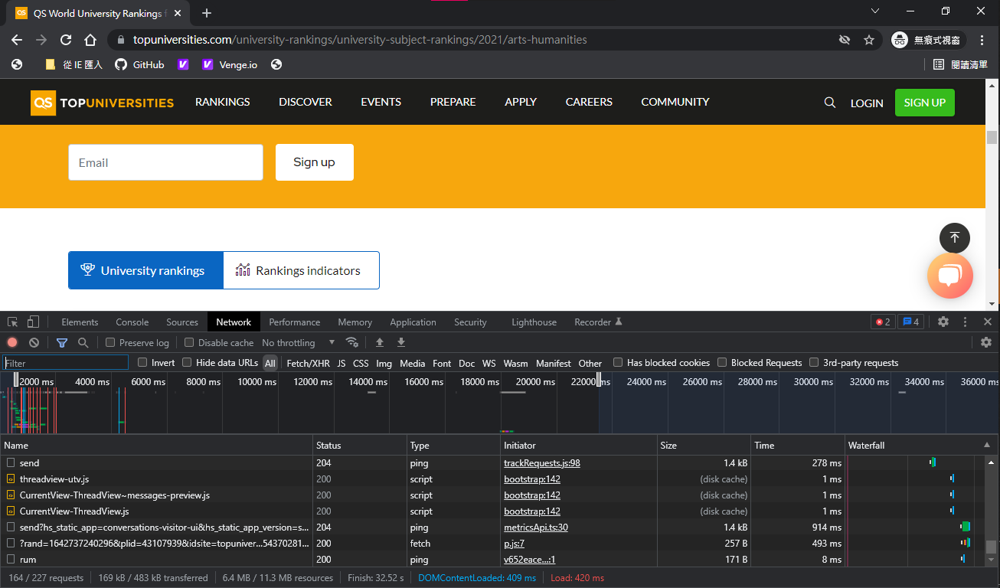 QS QS World University Rankings f
topuniversities.com/university-rankings/university-subject-rankings/2021/arts-humanities
無痕式視窗
從 IE 匯入 GitHub Venge.io 閱讀清單
QS TOPUNIVERSITIES RANKINGS DISCOVER EVENTS PREPARE APPLY CAREERS COMMUNITY LOGIN SIGN UP
Email Sign up
University rankings Rankings indicators
Elements Console Sources Network Performance Memory Application Security Lighthouse Recorder 2 4
Preserve log Disable cache No throttling
Filter Invert Hide data URLs All Fetch/XHR JS CSS Img Media Font Doc WS Wasm Manifest Other Has blocked cookies Blocked Requests 3rd-party requests
2000 ms 4000 ms 6000 ms 8000 ms 10000 ms 12000 ms 14000 ms 16000 ms 18000 ms 20000 ms 22000 ms 24000 ms 26000 ms 28000 ms 30000 ms 32000 ms 34000 ms 36000 ms
Name Status Type Initiator Size Time Waterfall
send 204 ping trackRequests.js:98 1.4 kB 278 ms
threadview-utv.js 200 script bootstrap:142 (disk cache) 1 ms
CurrentView-ThreadView~messages-preview.js 200 script bootstrap:142 (disk cache) 1 ms
CurrentView-ThreadView.js 200 script bootstrap:142 (disk cache) 1 ms
send?hs_static_app=conversations-visitor-ui&hs_static_app_version=s... 204 ping metricsApi.ts:30 1.4 kB 914 ms
?rand=1642737240296&plid=43107939&idsite=topuniver...54370281... 200 fetch p.js:7 257 B 493 ms
rum 200 ping v652eace...:1 171 B 8 ms
164 / 227 requests 169 kB / 483 kB transferred 6.4 MB / 11.3 MB resources Finish: 32.52 s DOMContentLoaded: 409 ms Load: 420 ms